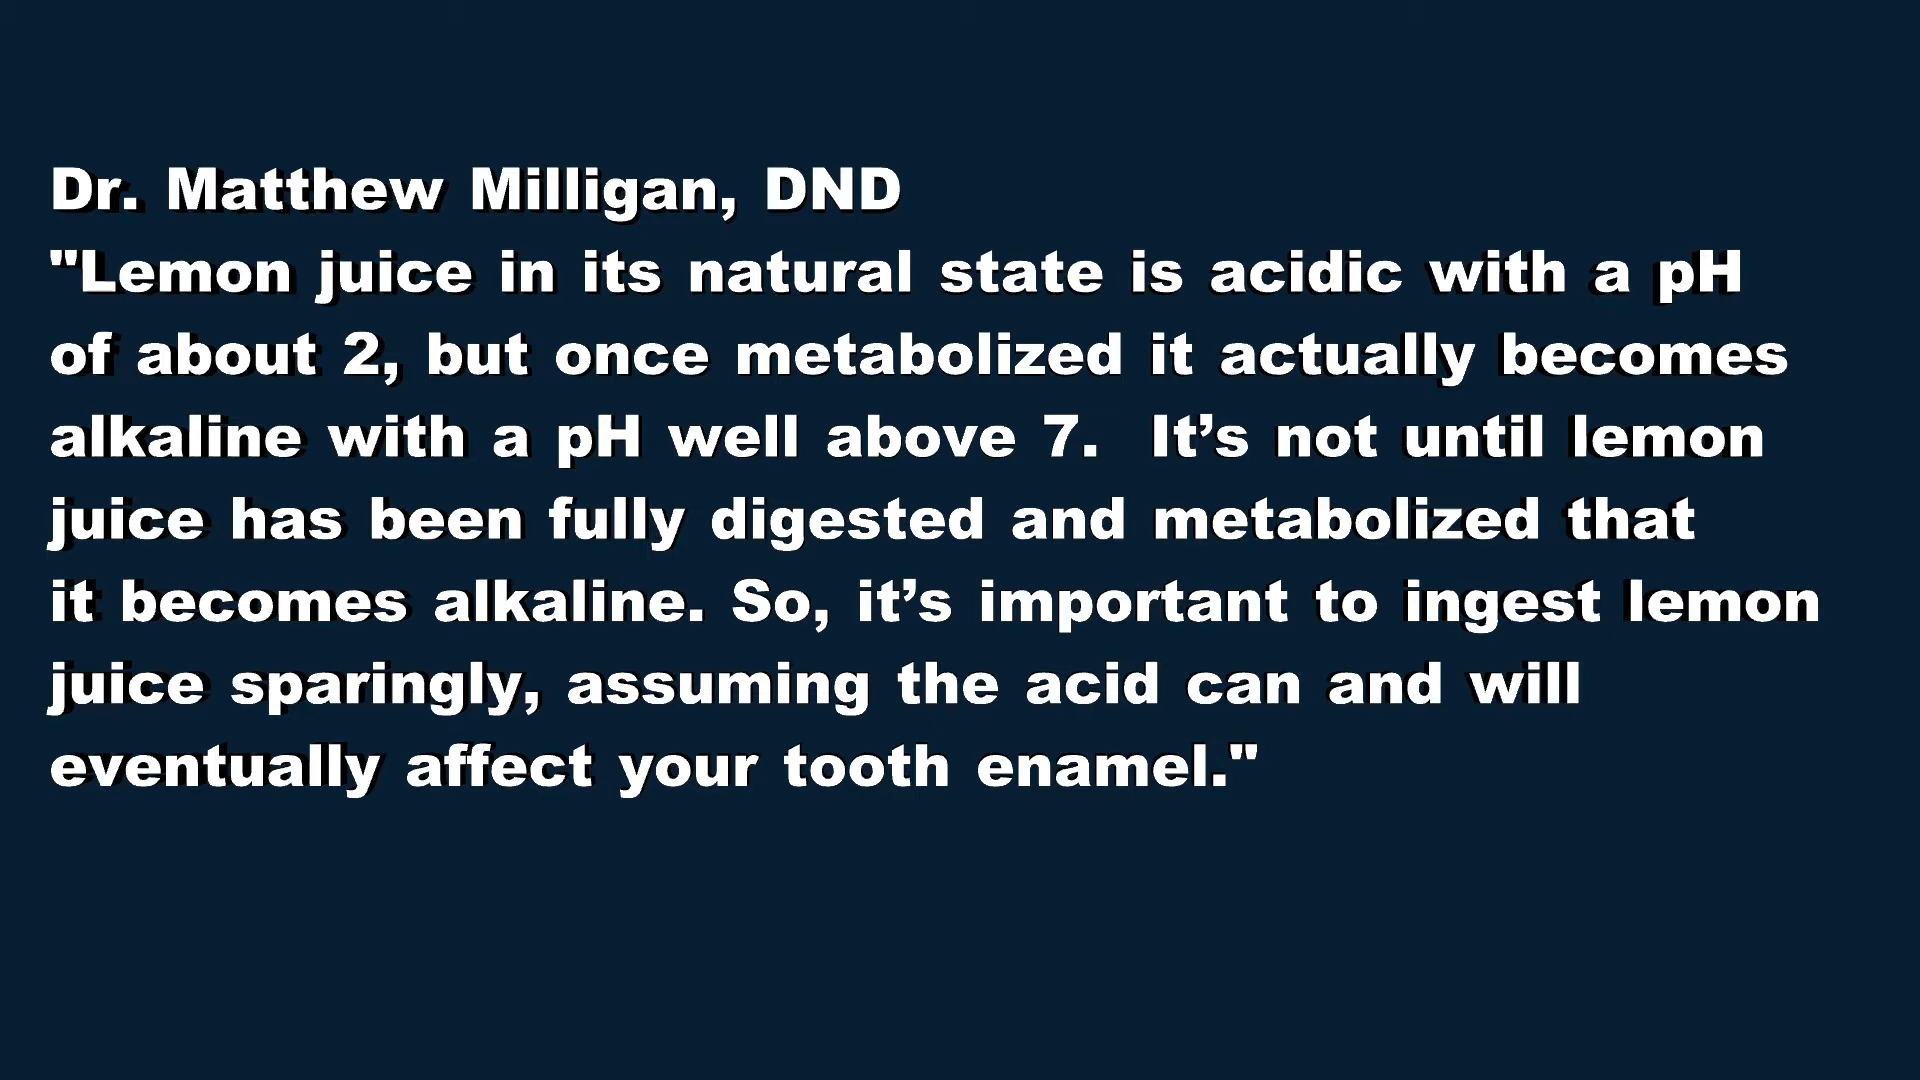 Dr. Matthew Milligan, DND
"Lemon juice in its natural state is acidic with a pH
of about 2, but once metabolized it actually becomes
alkaline with a pH well above 7.  It’s not until lemon
juice has been fully digested and metabolized that
it becomes alkaline. So, it’s important to ingest lemon
juice sparingly, assuming the acid can and will
eventually affect your tooth enamel."